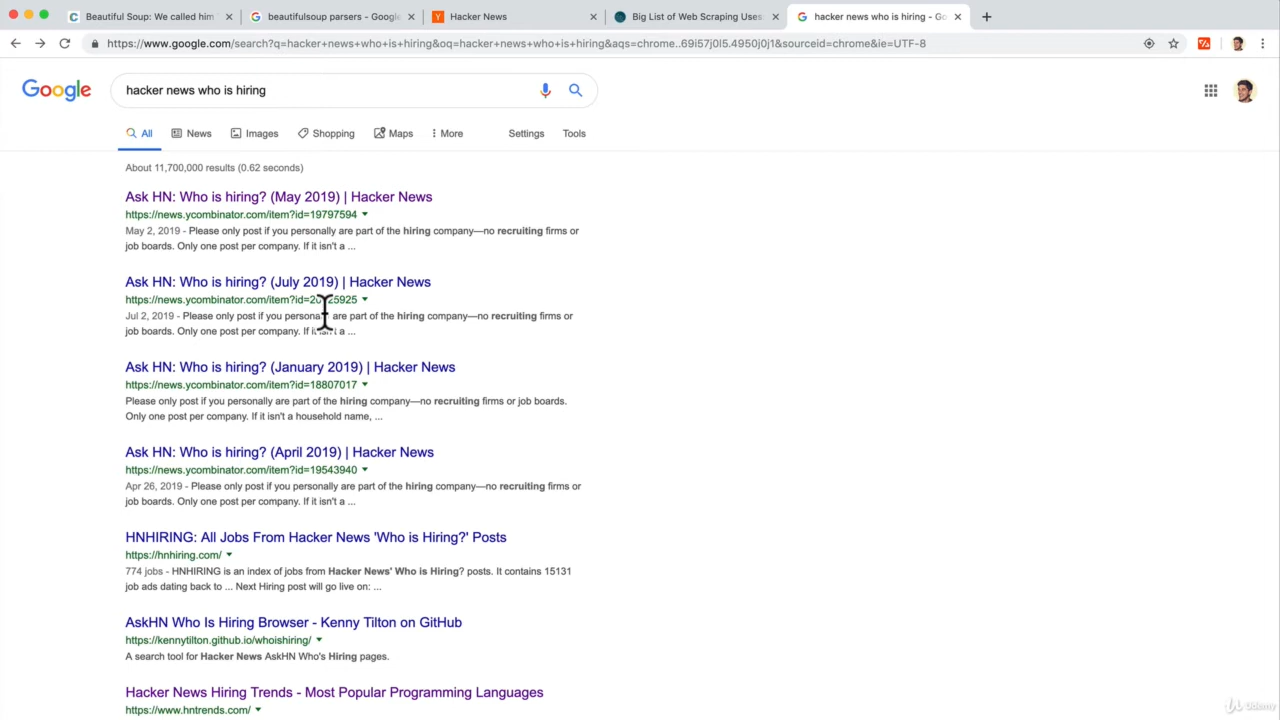 Beautiful Soup: We called him
beautifulsoup parsers - Google
Hacker News
Big List of Web Scraping Uses
hacker news who is hiring - Go
https://www.google.com/search?q=hacker+news+who+is+hiring&oq=hacker+news+who+is+hiring&aqs=chrome..69i57j0l5.4950j0j1&sourceid=chrome&ie=UTF-8
Google
hacker news who is hiring
All News Images Shopping Maps More Settings Tools
About 11,700,000 results (0.62 seconds)
Ask HN: Who is hiring? (May 2019) | Hacker News
https://news.ycombinator.com/item?id=19797594
May 2, 2019 - Please only post if you personally are part of the hiring company—no recruiting firms or
job boards. Only one post per company. If it isn't a ...
Ask HN: Who is hiring? (July 2019) | Hacker News
Jul 2, 2019 - Please only post if you are part of the hiring company—no recruiting firms or
job boards. Only one post per company. If a ...
Ask HN: Who is hiring? (January 2019) | Hacker News
https://news.ycombinator.com/item?id=18807017
Please only post if you personally are part of the hiring company—no recruiting firms or job boards.
Only one post per company. If it isn't a household name, ...
Ask HN: Who is hiring? (April 2019) | Hacker News
https://news.ycombinator.com/item?id=19543940
Apr 26, 2019 - Please only post if you personally are part of the hiring company—no recruiting firms or
job boards. Only one post per company. If it isn't a ...
HNHIRING: All Jobs From Hacker News 'Who is Hiring?' Posts
https://hnhiring.com/
774 jobs - HNHIRING is an index of jobs from Hacker News' Who is Hiring? posts. It contains 15131
job ads dating back to ... Next Hiring post will go live on: ...
AskHN Who Is Hiring Browser - Kenny Tilton on GitHub
https://kennytilton.github.io/whoishiring/
A search tool for Hacker News AskHN Who's Hiring pages.
Hacker News Hiring Trends - Most Popular Programming Languages
https://www.hntrends.com/
Udemy